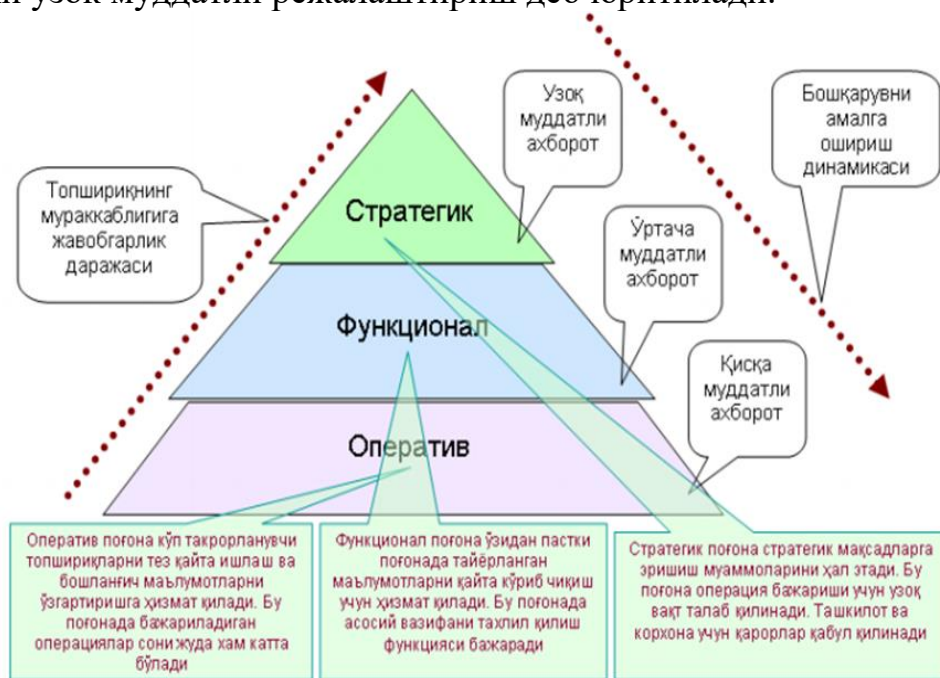 узоқ муддатли режалаштириш деб юритилади.
Узоқ
муддатли
ахборот
Бошқарувни
амалга
ошириш
динамикаси
Топшириқнинг
мураккаблигига
жавобгарлик
даражаси
Стратегик
Ўртача
муддатли
ахборот
Функционал
Қисқа
муддатли
ахборот
Оператив
Оператив поғона кўп такрорланувчи
топшириқларни тез қайта ишлаш ва
бошланғич маълумотларни
ўзгартиришга ҳизмат қилади. Бу
поғонада бажариладиган
операциялар сони жуда хам катта
бўлади
Функционал поғона ўзидан пастки
поғонада тайёрланган
маълумотларни қайта кўриб чиқиш
учун ҳизмат қилади. Бу поғонада
асосий вазифани тахлил қилиш
функцияси бажаради
Стратегик поғона стратегик мақсадларга
эришиш муаммоларини ҳал этади. Бу
поғона операция бажариши учун узоқ
вақт талаб қилинади. Ташкилот ва
корхона учун қарорлар қабул қилинади